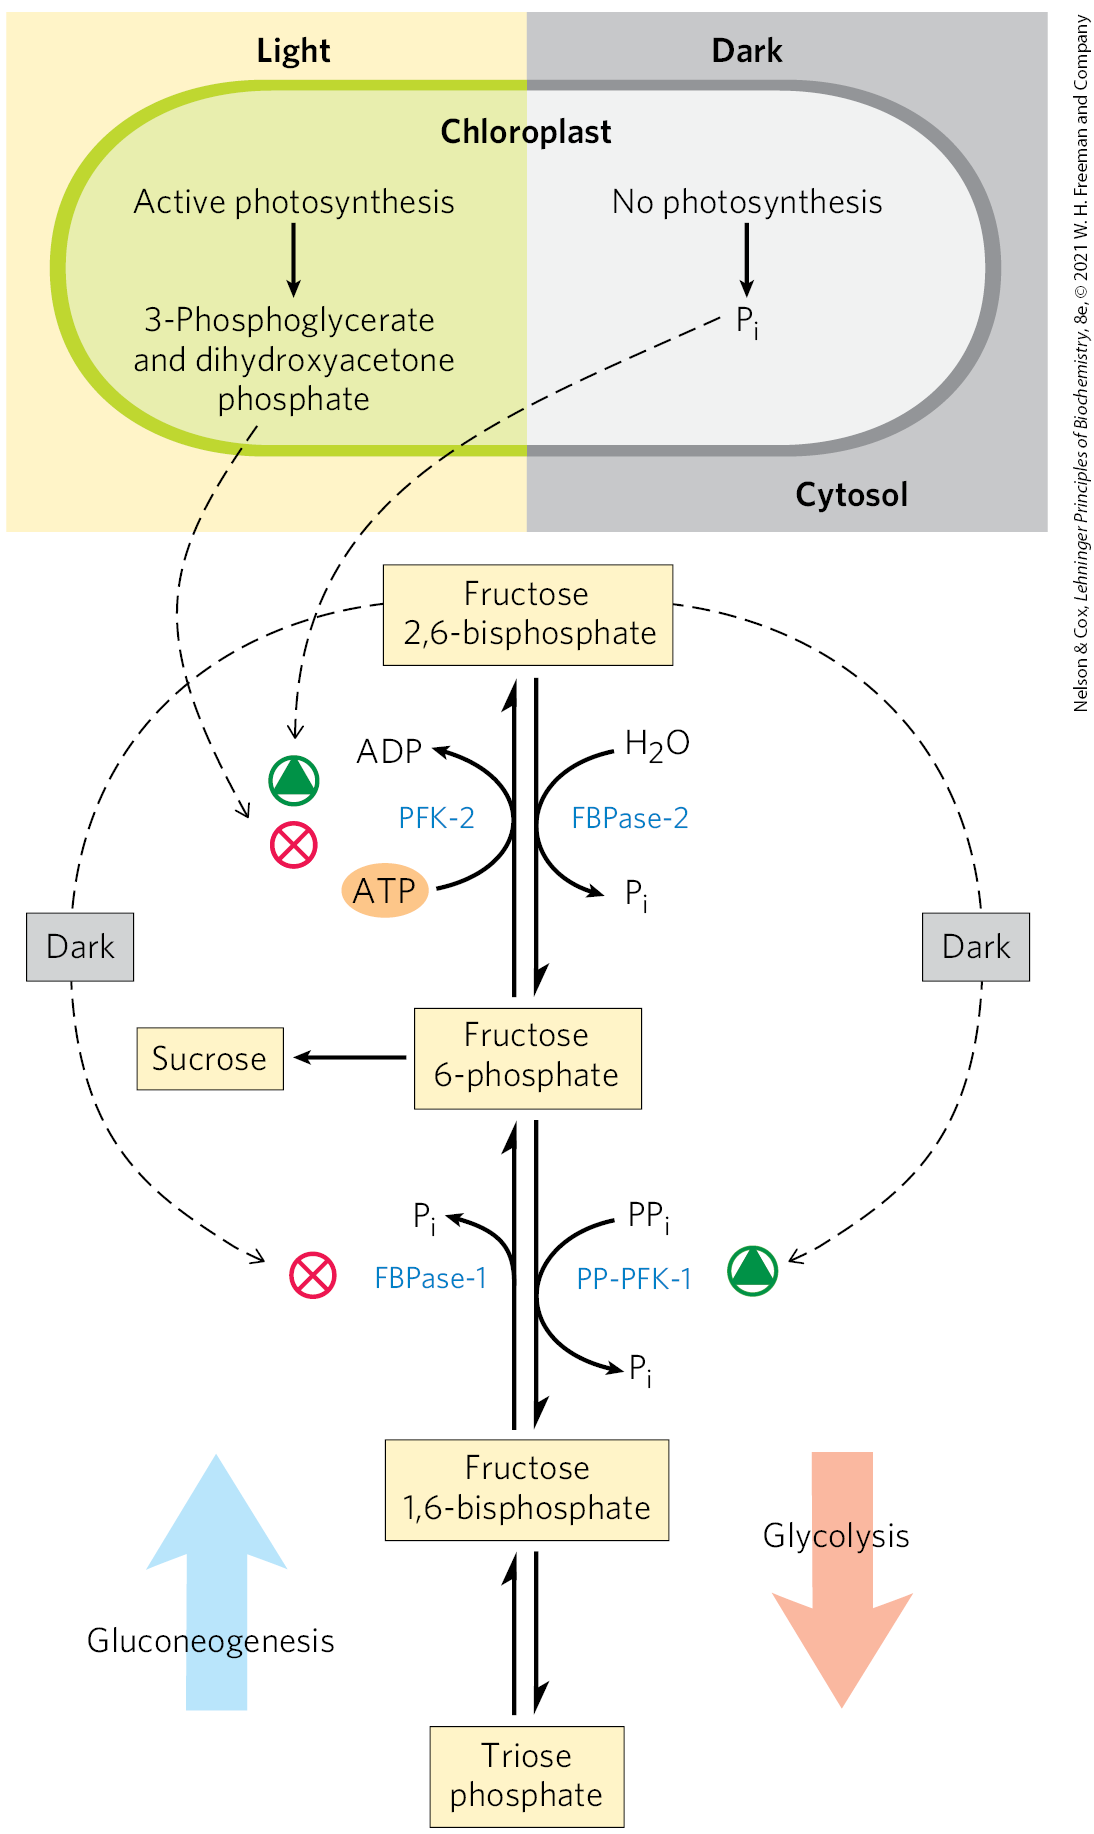 Light
Dark
Chloroplast
Active photosynthesis
No photosynthesis
3-Phosphoglycerate
and dihydroxyacetone
phosphate
Pi
Cytosol
Fructose
2,6-bisphosphate
ADP
H2O
PFK-2
FBPase-2
ATP
Pi
Dark
Dark
Fructose
6-phosphate
Sucrose
Pi
PPi
FBPase-1
PP-PFK-1
Pi
Fructose
1,6-bisphosphate
Glycolysis
Gluconeogenesis
Triose
phosphate
Nelson & Cox, Lehninger Principles of Biochemistry, 8e, © 2021 W. H. Freeman and Company